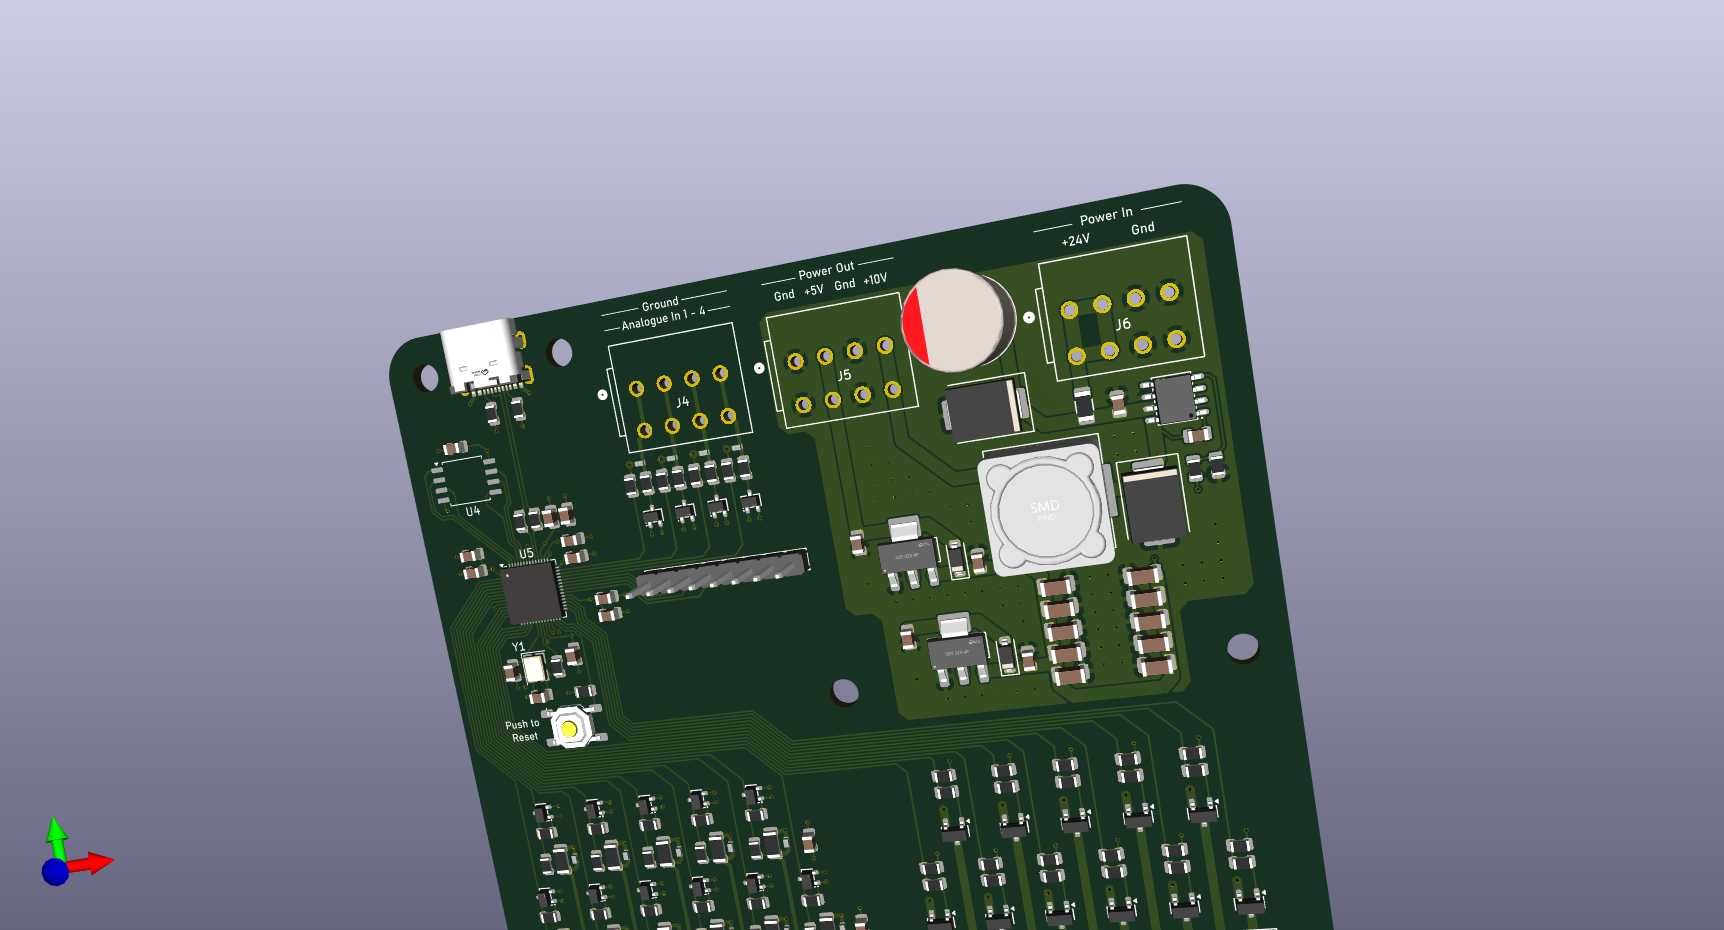 Power In
+24V Gnd
J6
Power Out
Gnd +5V Gnd +10V
J5
Ground
Analogue In 1 - 4
J4
SMD
PIND
U4
U5
Y1
Push to
Reset